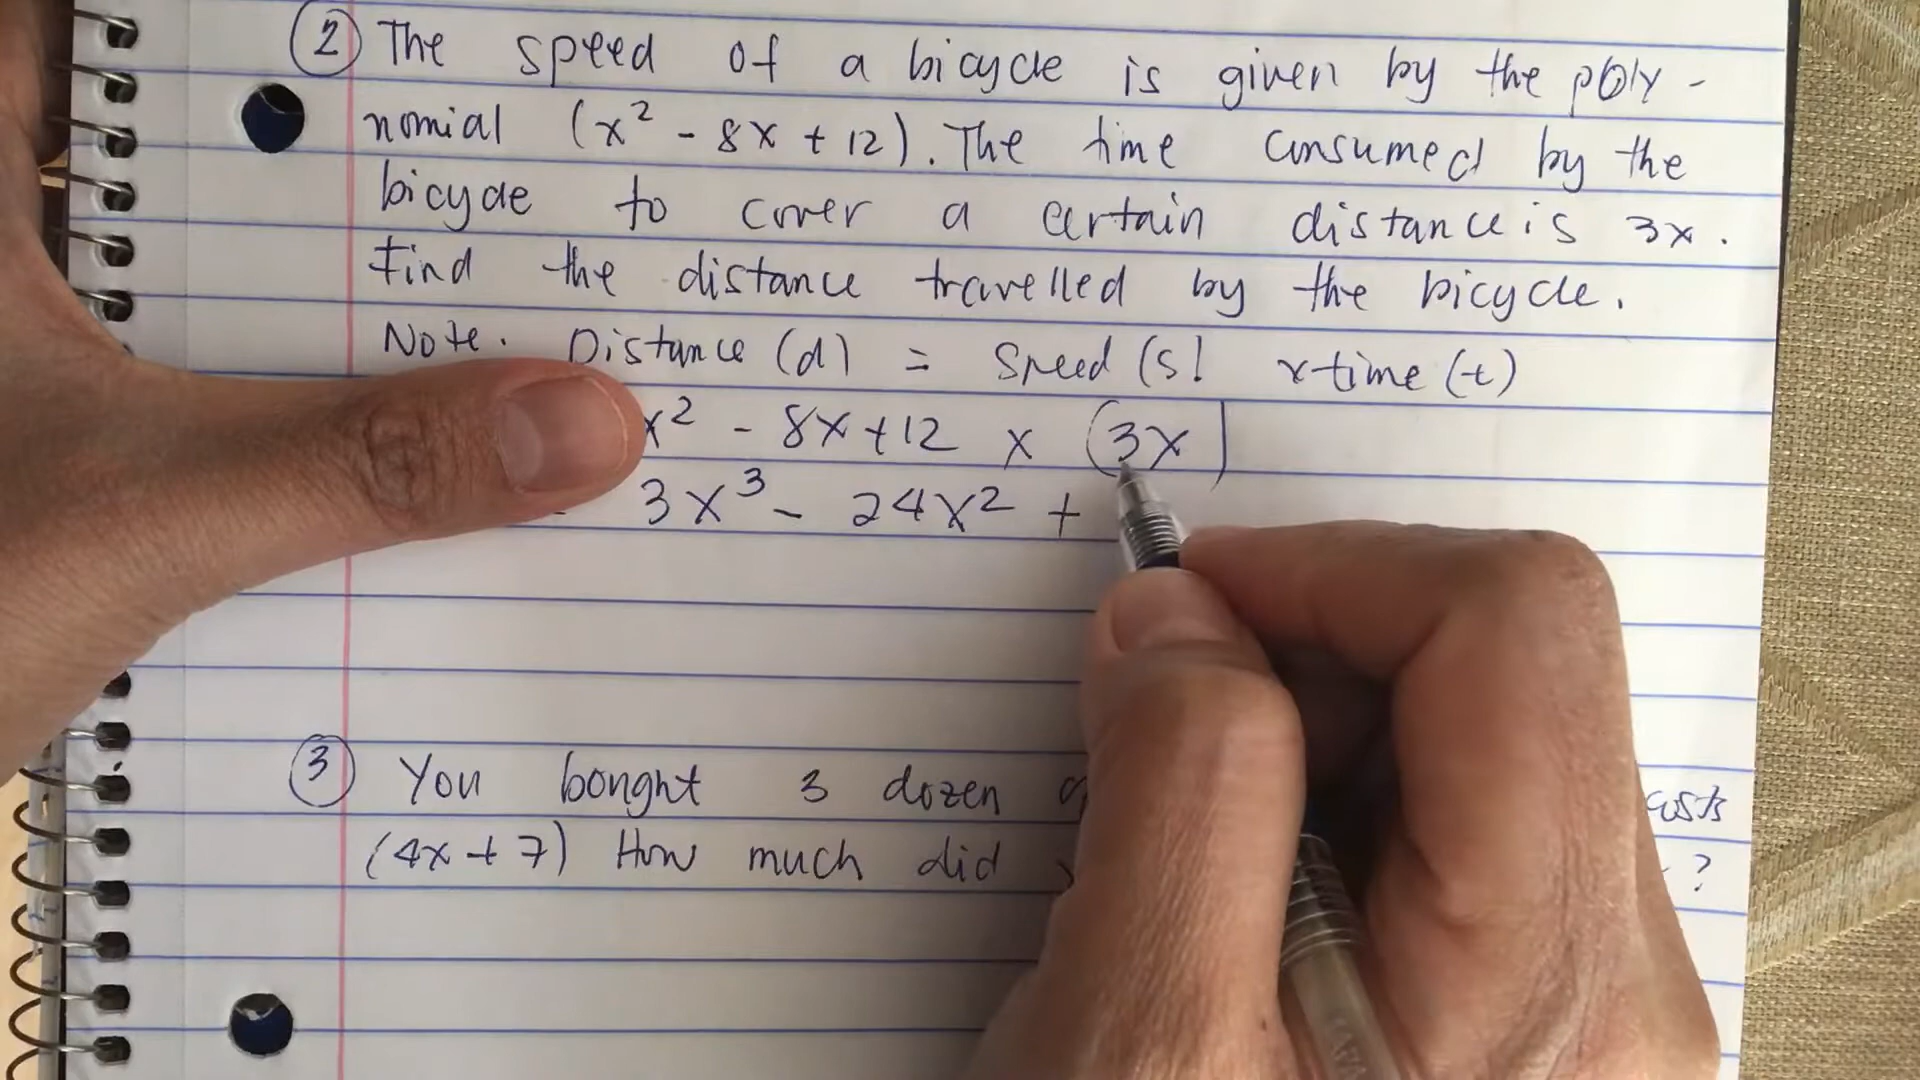 2 The speed of a bicycle is given by the poly-
nomial (x² - 8x + 12). The time consumed by the
bicycle to cover a certain distance is 3x.
Find the distance travelled by the bicycle.
Note. Distance (d) = Speed (s) x time (t)
x² - 8x + 12 x (3x)
3x³ - 24x² +
3 You bought 3 dozen costs
(4x + 7) How much did ?